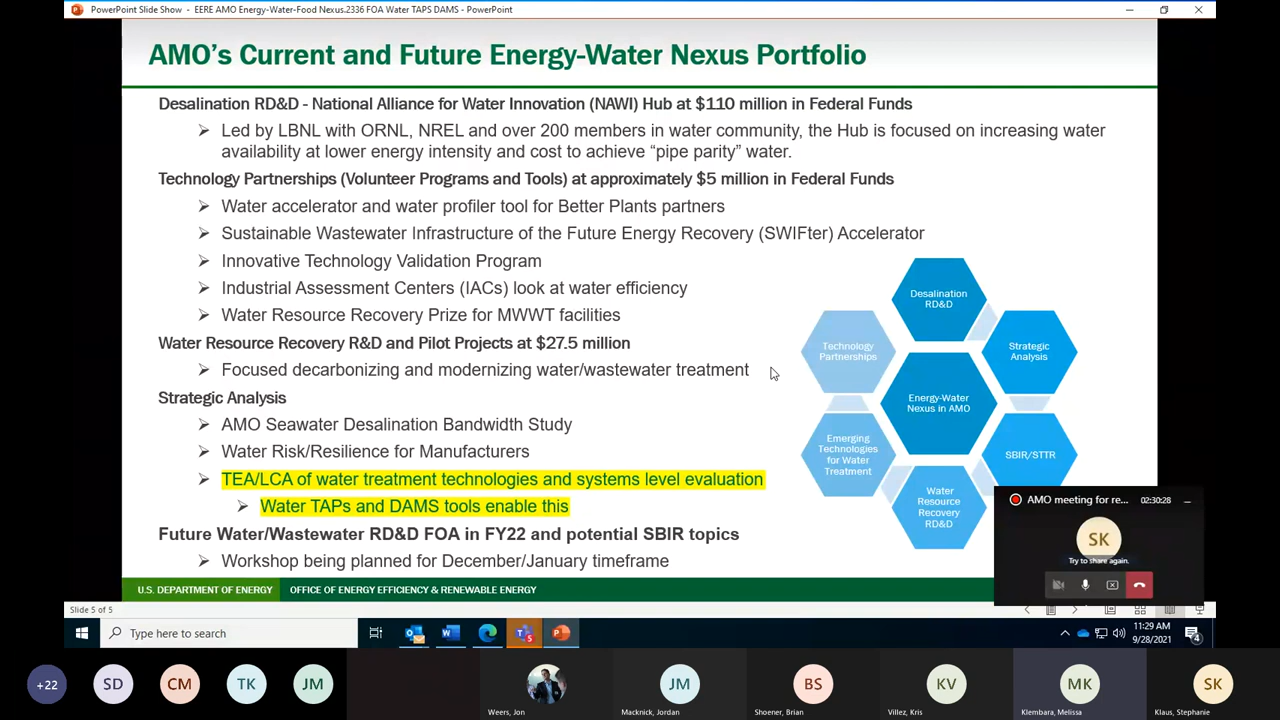 PowerPoint Slide Show - EERE AMO Energy-Water-Food Nexus.2336 FOA Water TAPS DAMS - PowerPoint
AMO's Current and Future Energy-Water Nexus Portfolio
Desalination RD&D - National Alliance for Water Innovation (NAWI) Hub at $110 million in Federal Funds
Led by LBNL with ORNL, NREL and over 200 members in water community, the Hub is focused on increasing water
availability at lower energy intensity and cost to achieve “pipe parity” water.
Technology Partnerships (Volunteer Programs and Tools) at approximately $5 million in Federal Funds
Water accelerator and water profiler tool for Better Plants partners
Sustainable Wastewater Infrastructure of the Future Energy Recovery (SWIFter) Accelerator
Innovative Technology Validation Program
Industrial Assessment Centers (IACs) look at water efficiency
Water Resource Recovery Prize for MWWT facilities
Water Resource Recovery R&D and Pilot Projects at $27.5 million
Focused decarbonizing and modernizing water/wastewater treatment
Strategic Analysis
AMO Seawater Desalination Bandwidth Study
Water Risk/Resilience for Manufacturers
TEA/LCA of water treatment technologies and systems level evaluation
Water TAPs and DAMS tools enable this
Future Water/Wastewater RD&D FOA in FY22 and potential SBIR topics
Workshop being planned for December/January timeframe
Desalination
RD&D
Technology
Partnerships
Strategic
Analysis
Energy-Water
Nexus in AMO
Emerging
Technologies
for Water
Treatment
SBIR/STTR
Water
Resource
Recovery
RD&D
AMO meeting for re... 02:30:28
SK
Try to share again.
U.S. DEPARTMENT OF ENERGY OFFICE OF ENERGY EFFICIENCY & RENEWABLE ENERGY
Slide 5 of 5
Type here to search
11:29 AM
9/28/2021
4
+22 SD CM TK JM JM BS KV MK SK
Weers, Jon Macknick, Jordan Shoener, Brian Villez, Kris Klembara, Melissa Klaus, Stephanie